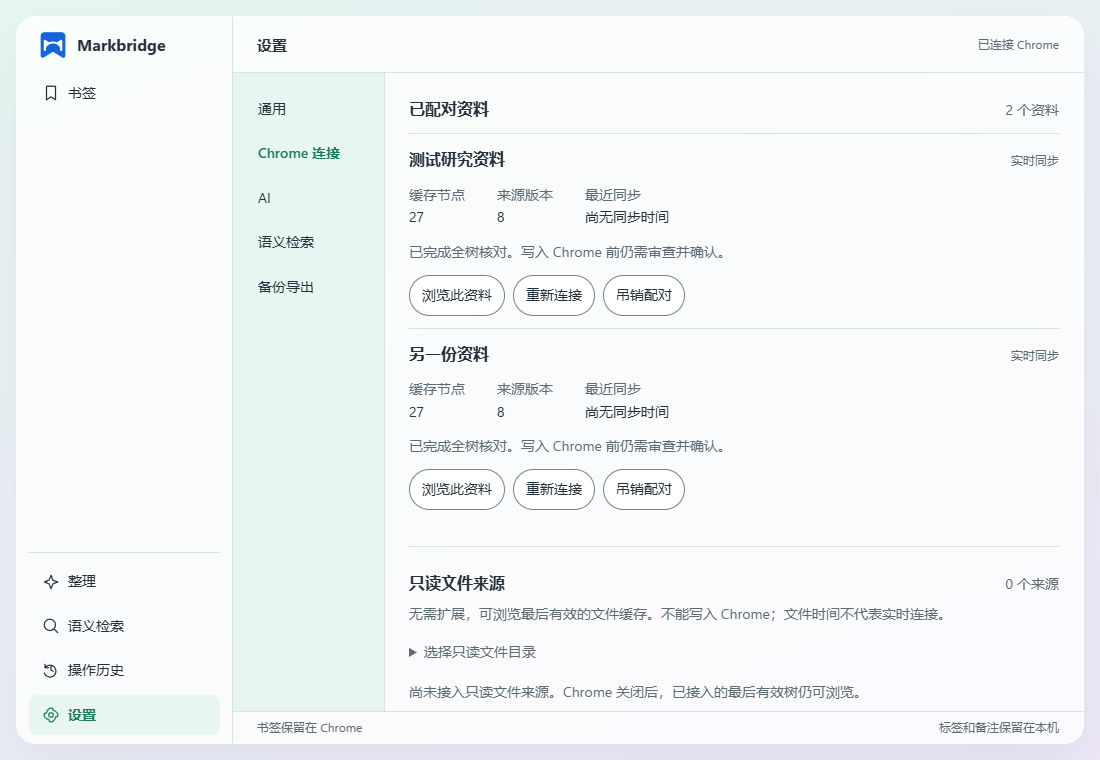 Markbridge
书签
整理
语义检索
操作历史
设置
设置
已连接 Chrome
通用
Chrome 连接
AI
语义检索
备份导出
已配对资料
2 个资料
测试研究资料
实时同步
缓存节点 来源版本 最近同步
27 8 尚无同步时间
已完成全树核对。写入 Chrome 前仍需审查并确认。
浏览此资料 重新连接 吊销配对
另一份资料
实时同步
缓存节点 来源版本 最近同步
27 8 尚无同步时间
已完成全树核对。写入 Chrome 前仍需审查并确认。
浏览此资料 重新连接 吊销配对
只读文件来源
0 个来源
无需扩展，可浏览最后有效的文件缓存。不能写入 Chrome；文件时间不代表实时连接。
选择只读文件目录
尚未接入只读文件来源。Chrome 关闭后，已接入的最后有效树仍可浏览。
书签保留在 Chrome
标签和备注保留在本机